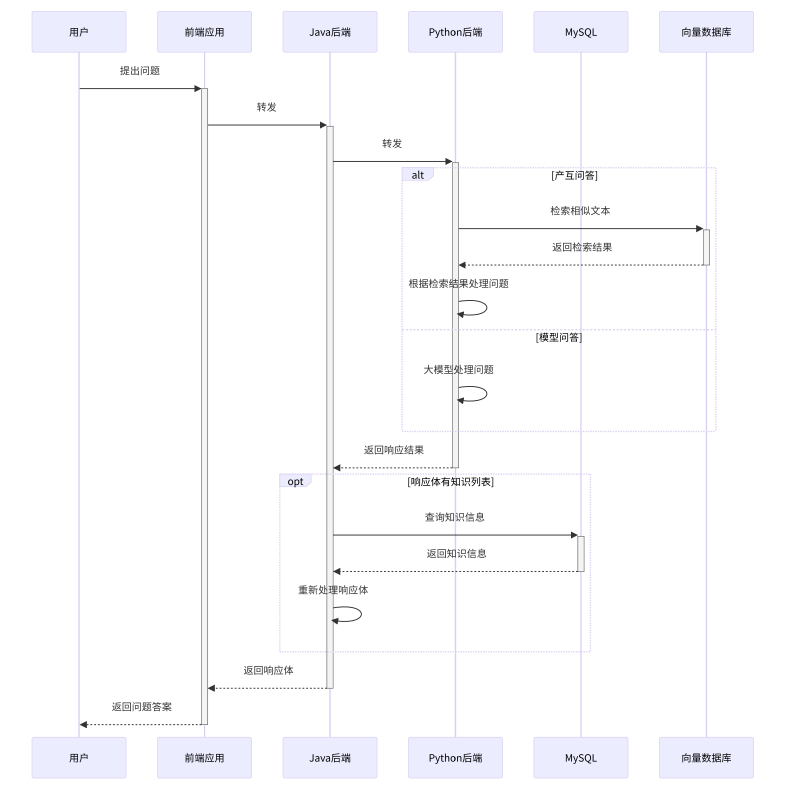 用户
前端应用
Java后端
Python后端
MySQL
向量数据库
提出问题
转发
转发
alt
[产互问答]
检索相似文本
返回检索结果
根据检索结果处理问题
[模型问答]
大模型处理问题
返回响应结果
opt
[响应体有知识列表]
查询知识信息
返回知识信息
重新处理响应体
返回响应体
返回问题答案
用户
前端应用
Java后端
Python后端
MySQL
向量数据库